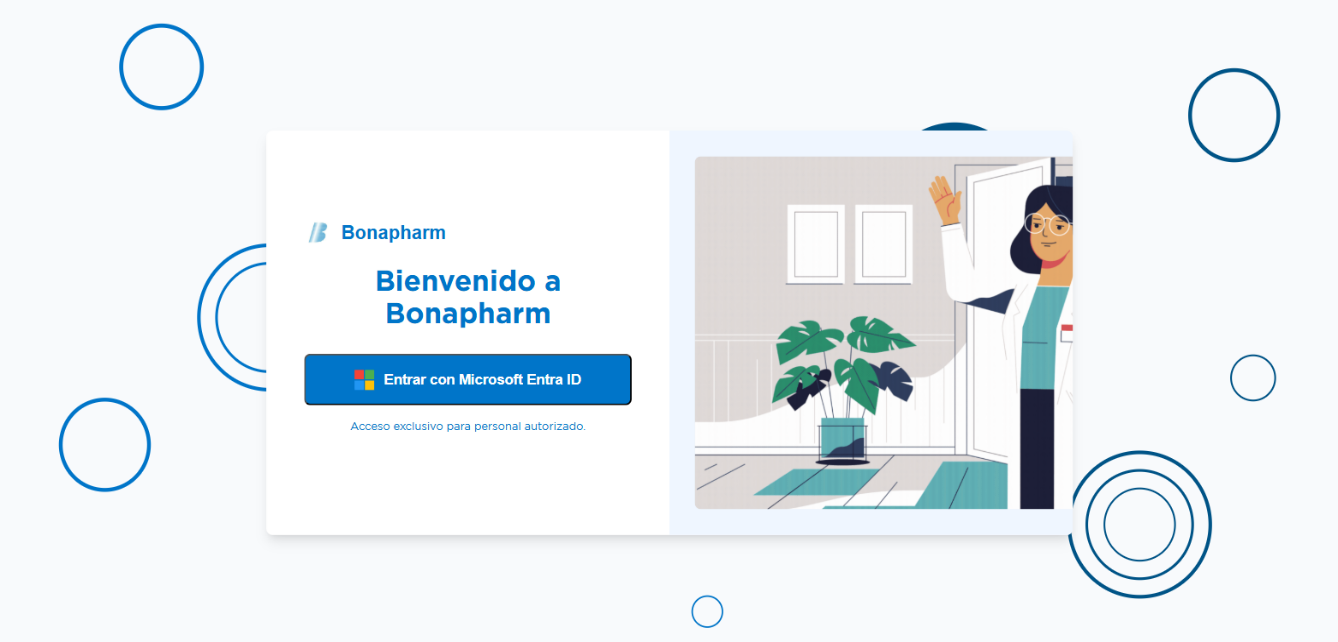 Bonapharm
Bienvenido a
Bonapharm
Entrar con Microsoft Entra ID
Acceso exclusivo para personal autorizado.